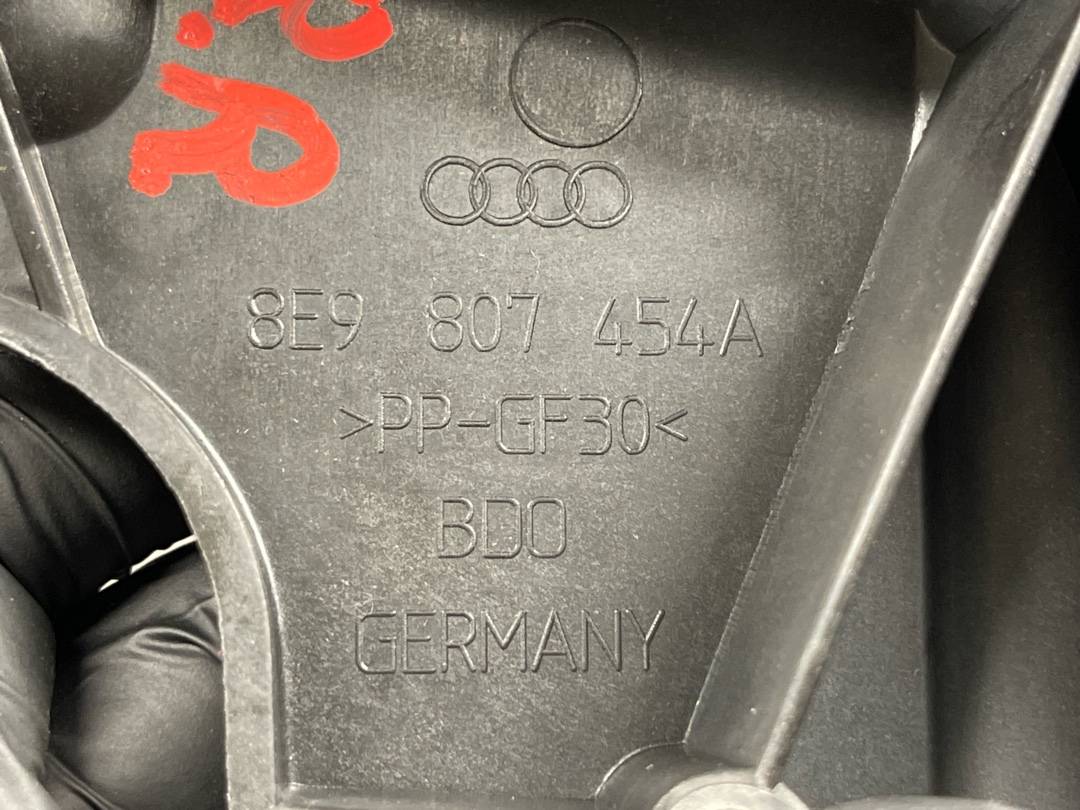 8E9 807 454A
>PP-GF30<
BDO
GERMANY